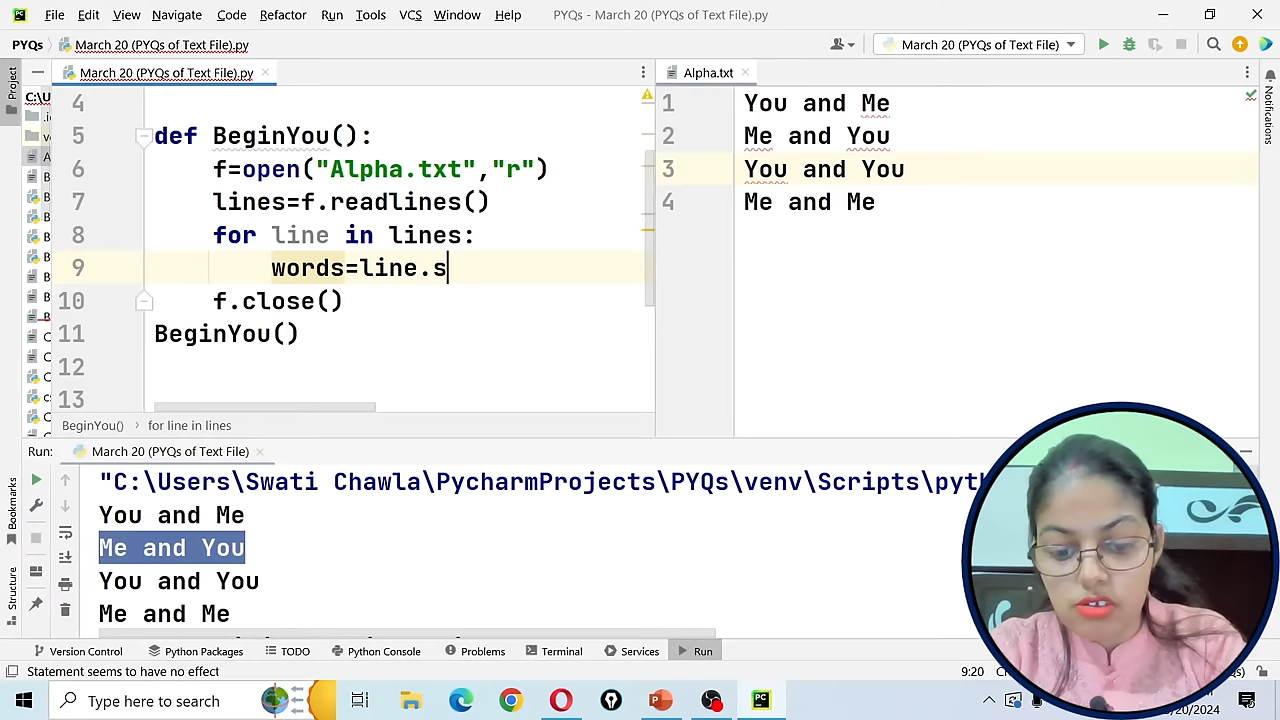 File Edit View Navigate Code Refactor Run Tools VCS Window Help PYQs - March 20 (PYQs of Text File).py
PYQs March 20 (PYQs of Text File).py March 20 (PYQs of Text File)
Project
March 20 (PYQs of Text File).py
4
5 def BeginYou():
6 f=open("Alpha.txt","r")
7 lines=f.readlines()
8 for line in lines:
9 words=line.s
10 f.close()
11 BeginYou()
12
13
BeginYou() for line in lines
Alpha.txt
1 You and Me
2 Me and You
3 You and You
4 Me and Me
Notifications
Run: March 20 (PYQs of Text File)
"C:\Users\Swati Chawla\PycharmProjects\PYQs\venv\Scripts\pyth
You and Me
Me and You
You and You
Me and Me
Bookmarks
Structure
Version Control Python Packages TODO Python Console Problems Terminal Services Run
Statement seems to have no effect 9:20
Type here to search
/20/2024